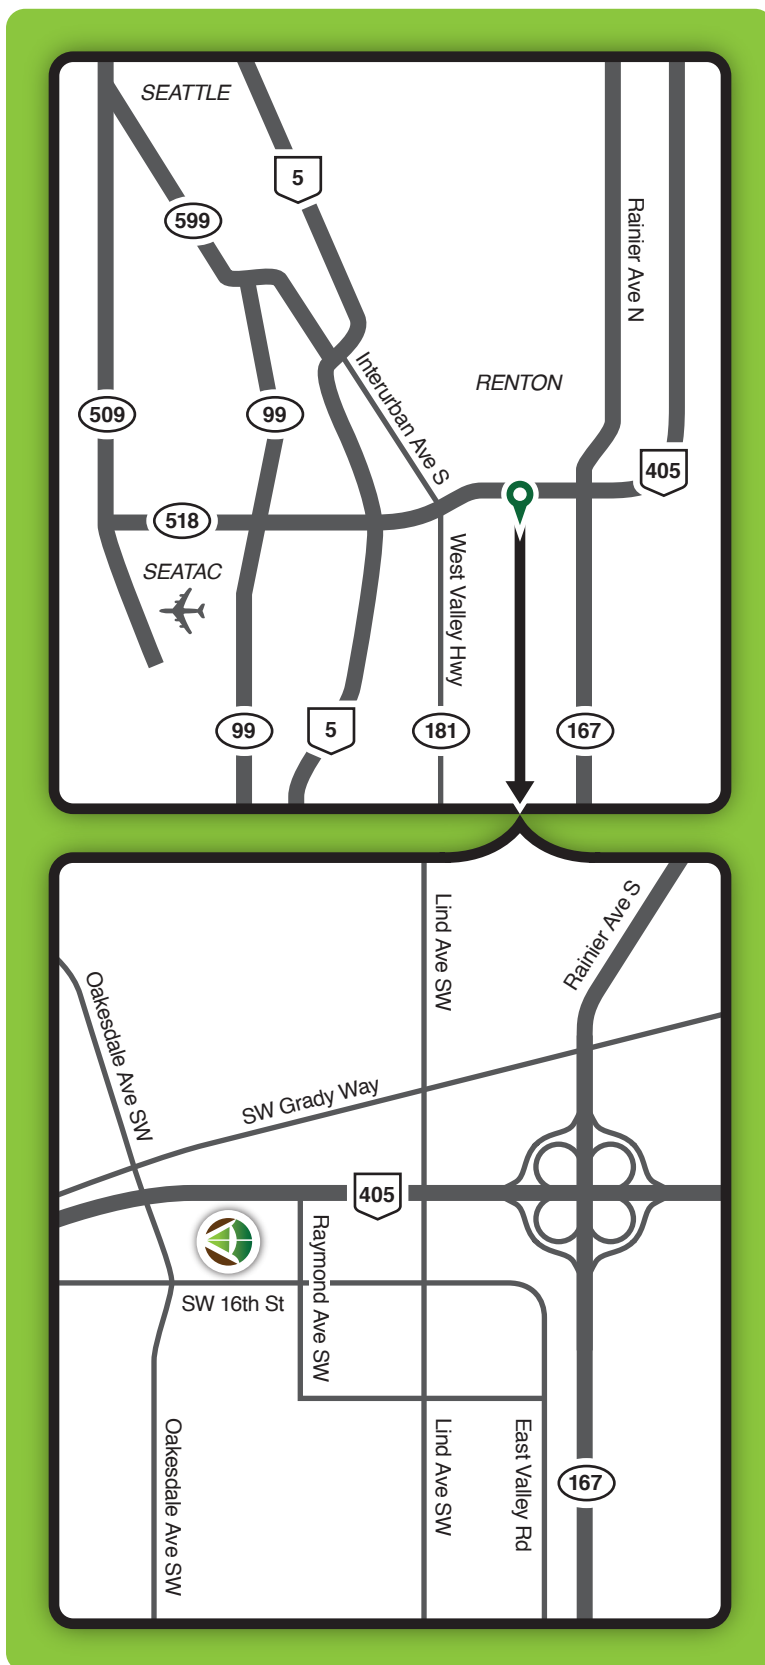 SEATTLE
5
599
Rainier Ave N
Interurban Ave S
RENTON
509
99
405
518
SEATAC
West Valley Hwy
99
5
181
167
Lind Ave SW
Rainier Ave S
Oakesdale Ave SW
SW Grady Way
405
Raymond Ave SW
SW 16th St
Oakesdale Ave SW
Lind Ave SW
East Valley Rd
167